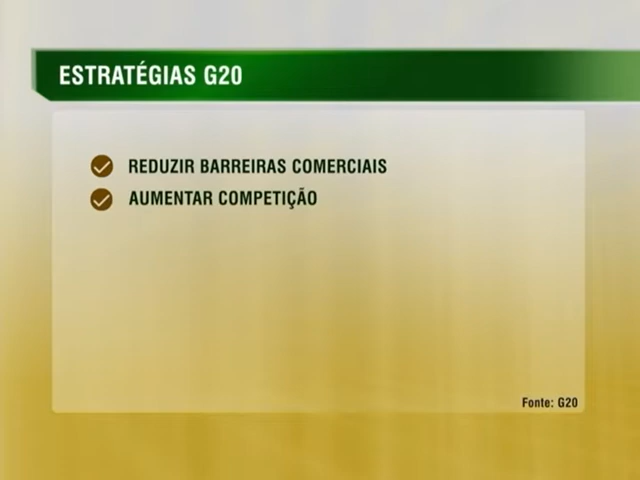 ESTRATÉGIAS G20
REDUZIR BARREIRAS COMERCIAIS
AUMENTAR COMPETIÇÃO
Fonte: G20